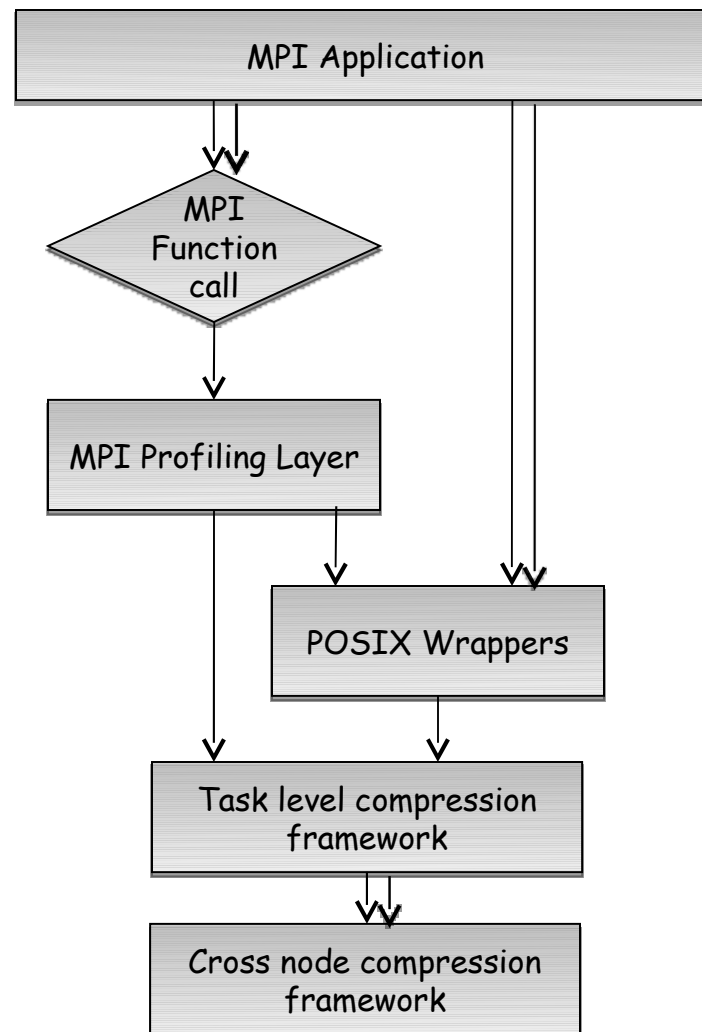 MPI Application
MPI
Function
call
MPI Profiling Layer
POSIX Wrappers
Task level compression
framework
Cross node compression
framework